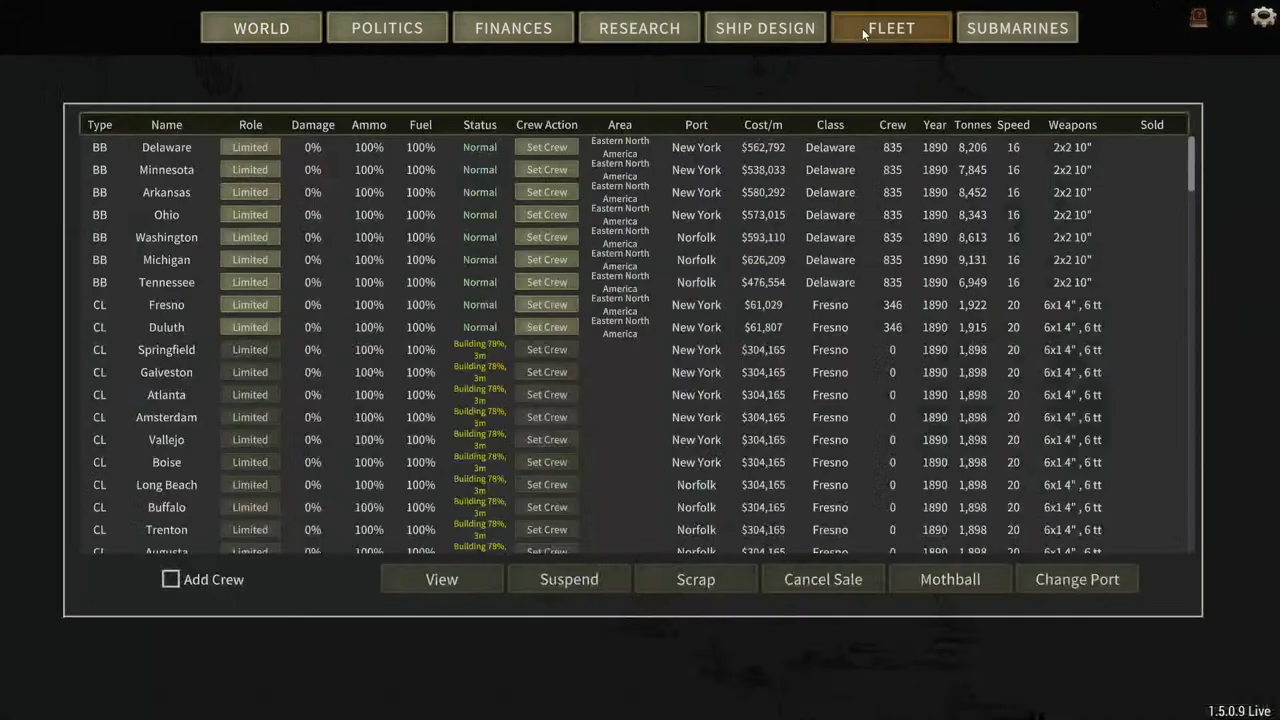 WORLD POLITICS FINANCES RESEARCH SHIP DESIGN FLEET SUBMARINES
Type Name Role Damage Ammo Fuel Status Crew Action Area Port Cost/m Class Crew Year Tonnes Speed Weapons Sold
BB Delaware Limited 0% 100% 100% Normal Set Crew Eastern North America New York $562,792 Delaware 835 1890 8,206 16 2x2 10"
BB Minnesota Limited 0% 100% 100% Normal Set Crew Eastern North America New York $538,033 Delaware 835 1890 7,845 16 2x2 10"
BB Arkansas Limited 0% 100% 100% Normal Set Crew Eastern North America New York $580,292 Delaware 835 1890 8,452 16 2x2 10"
BB Ohio Limited 0% 100% 100% Normal Set Crew Eastern North America New York $573,015 Delaware 835 1890 8,343 16 2x2 10"
BB Washington Limited 0% 100% 100% Normal Set Crew Eastern North America Norfolk $593,110 Delaware 835 1890 8,613 16 2x2 10"
BB Michigan Limited 0% 100% 100% Normal Set Crew Eastern North America Norfolk $626,209 Delaware 835 1890 9,131 16 2x2 10"
BB Tennessee Limited 0% 100% 100% Normal Set Crew Eastern North America Norfolk $476,554 Delaware 835 1890 6,949 16 2x2 10"
CL Fresno Limited 0% 100% 100% Normal Set Crew Eastern North America New York $61,029 Fresno 346 1890 1,922 20 6x1 4" , 6 tt
CL Duluth Limited 0% 100% 100% Normal Set Crew Eastern North America New York $61,807 Fresno 346 1890 1,915 20 6x1 4" , 6 tt
CL Springfield Limited 0% 100% 100% Building 78%, 3m Set Crew New York $304,165 Fresno 0 1890 1,898 20 6x1 4" , 6 tt
CL Galveston Limited 0% 100% 100% Building 78%, 3m Set Crew New York $304,165 Fresno 0 1890 1,898 20 6x1 4" , 6 tt
CL Atlanta Limited 0% 100% 100% Building 78%, 3m Set Crew New York $304,165 Fresno 0 1890 1,898 20 6x1 4" , 6 tt
CL Amsterdam Limited 0% 100% 100% Building 78%, 3m Set Crew New York $304,165 Fresno 0 1890 1,898 20 6x1 4" , 6 tt
CL Vallejo Limited 0% 100% 100% Building 78%, 3m Set Crew New York $304,165 Fresno 0 1890 1,898 20 6x1 4" , 6 tt
CL Boise Limited 0% 100% 100% Building 78%, 3m Set Crew New York $304,165 Fresno 0 1890 1,898 20 6x1 4" , 6 tt
CL Long Beach Limited 0% 100% 100% Building 78%, 3m Set Crew Norfolk $304,165 Fresno 0 1890 1,898 20 6x1 4" , 6 tt
CL Buffalo Limited 0% 100% 100% Building 78%, 3m Set Crew Norfolk $304,165 Fresno 0 1890 1,898 20 6x1 4" , 6 tt
CL Trenton Limited 0% 100% 100% Building 78%, 3m Set Crew Norfolk $304,165 Fresno 0 1890 1,898 20 6x1 4" , 6 tt
CL Augusta Limited 0% 100% 100% Building 78%, Set Crew Norfolk $304,165 Fresno 0 1890 1,898 20 6x1 4" , 6 tt
Add Crew View Suspend Scrap Cancel Sale Mothball Change Port
1.5.0.9 Live